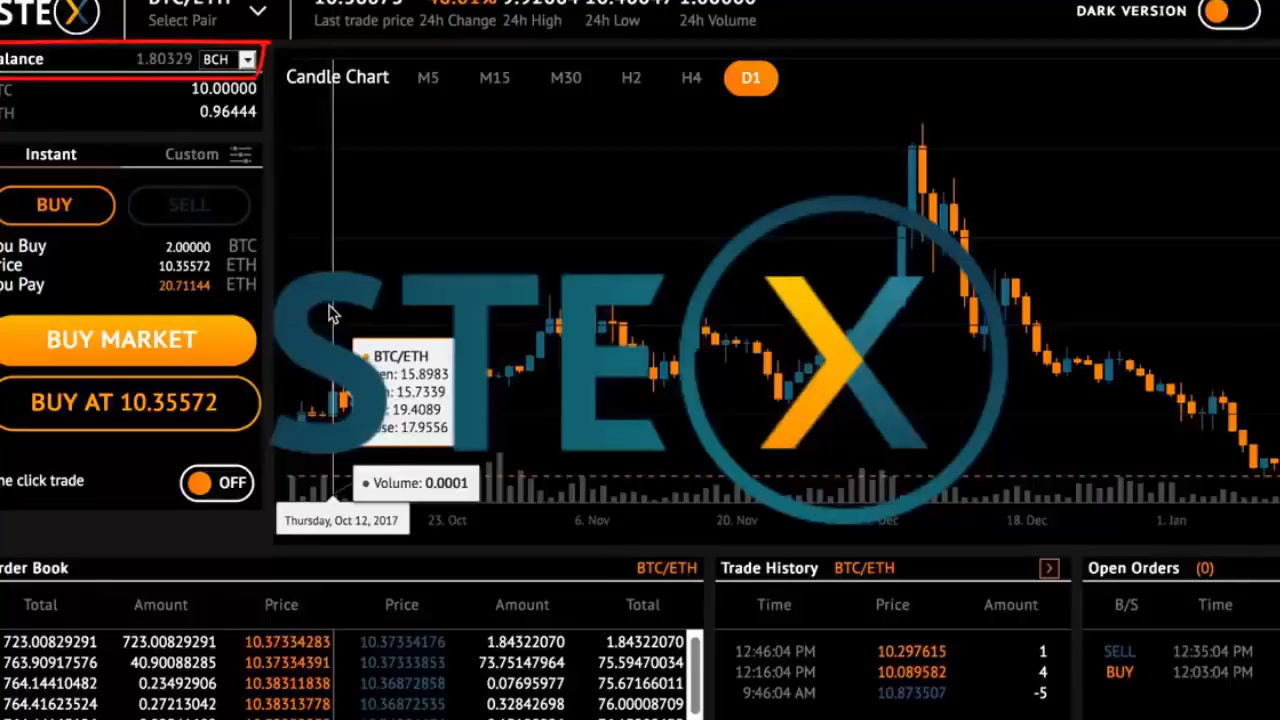 STEX
Select Pair
Last trade price 24h Change 24h High 24h Low 24h Volume
DARK VERSION
alance 1.80329 BCH
TC 10.00000
TH 0.96444
Candle Chart M5 M15 M30 H2 H4 D1
Instant Custom
BUY SELL
ou Buy 2.00000 BTC
rice 10.35572 ETH
ou Pay 20.71144 ETH
BUY MARKET
BUY AT 10.35572
ne click trade OFF
STEX
BTC/ETH
en: 15.8983
h: 15.7339
: 19.4089
se: 17.9556
Volume: 0.0001
Thursday, Oct 12, 2017 23. Oct 6. Nov 20. Nov Dec 18. Dec 1. Jan
rder Book BTC/ETH
Total Amount Price Price Amount Total
723.00829291 723.00829291 10.37334283 10.37334176 1.84322070 1.84322070
763.90917576 40.90088285 10.37334391 10.37333853 73.75147964 75.59470034
764.14410482 0.23492906 10.38311838 10.36872858 0.07695977 75.67166011
764.41623524 0.27213042 10.38313778 10.36872535 0.32842698 76.00008709
Trade History BTC/ETH
Time Price Amount
12:46:04 PM 10.297615 1
12:16:04 PM 10.089582 4
9:46:04 AM 10.873507 -5
Open Orders (0)
B/S Time
SELL 12:35:04 PM
BUY 12:03:04 PM